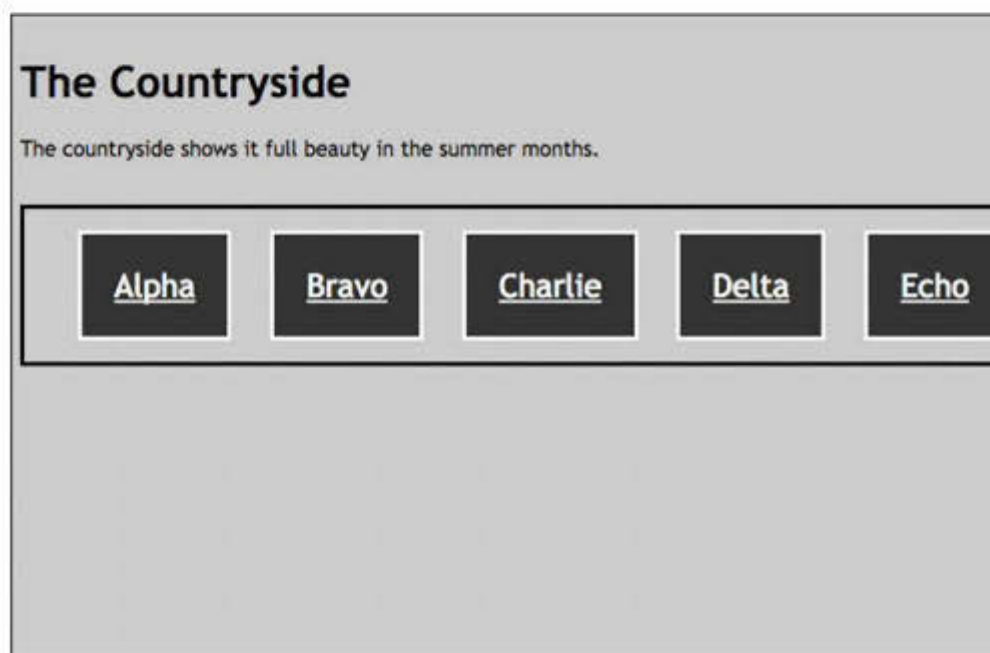 The Countryside
The countryside shows it full beauty in the summer months.
Alpha Bravo Charlie Delta Echo